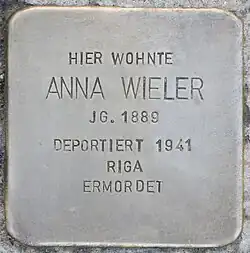 HIER WOHNTE
ANNA WIELER
JG. 1889
DEPORTIERT 1941
RIGA
ERMORDET